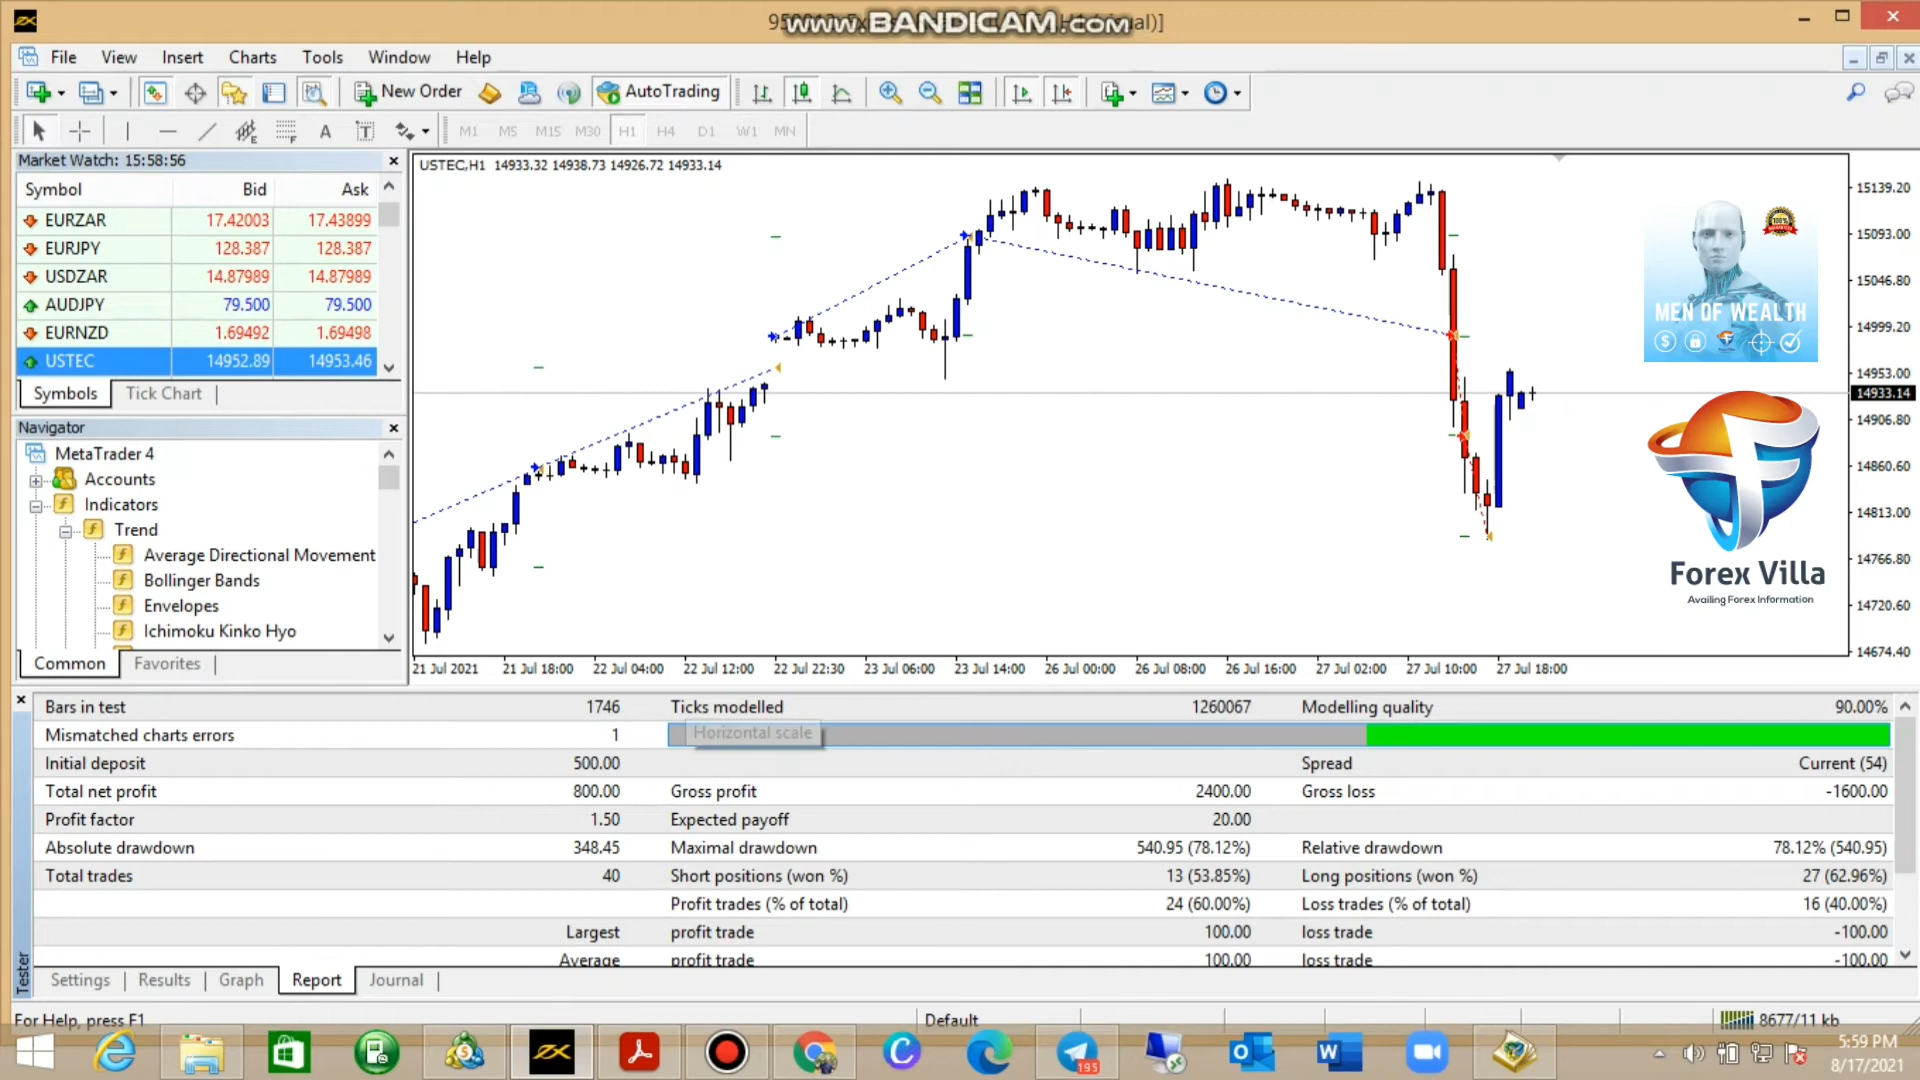 www.BANDICAM.com
File View Insert Charts Tools Window Help
New Order AutoTrading
A T M1 M5 M15 M30 H1 H4 D1 W1 MN
Market Watch: 15:58:56
Symbol Bid Ask
EURZAR 17.42003 17.43899
EURJPY 128.387 128.387
USDZAR 14.87989 14.87989
AUDJPY 79.500 79.500
EURNZD 1.69492 1.69498
USTEC 14952.89 14953.46
Symbols Tick Chart
Navigator
MetaTrader 4
Accounts
Indicators
Trend
Average Directional Movement
Bollinger Bands
Envelopes
Ichimoku Kinko Hyo
Common Favorites
USTEC,H1 14933.32 14938.73 14926.72 14933.14
15139.20
15093.00
15046.80
14999.20
14953.00
14933.14
14906.80
14860.60
14813.00
14766.80
14720.60
14674.40
100%
MEN OF WEALTH
Forex Villa
Availing Forex Information
21 Jul 2021 21 Jul 18:00 22 Jul 04:00 22 Jul 12:00 22 Jul 22:30 23 Jul 06:00 23 Jul 14:00 26 Jul 00:00 26 Jul 08:00 26 Jul 16:00 27 Jul 02:00 27 Jul 10:00 27 Jul 18:00
Bars in test 1746 Ticks modelled 1260067 Modelling quality 90.00%
Mismatched charts errors 1
Horizontal scale
Initial deposit 500.00 Spread Current (54)
Total net profit 800.00 Gross profit 2400.00 Gross loss -1600.00
Profit factor 1.50 Expected payoff 20.00
Absolute drawdown 348.45 Maximal drawdown 540.95 (78.12%) Relative drawdown 78.12% (540.95)
Total trades 40 Short positions (won %) 13 (53.85%) Long positions (won %) 27 (62.96%)
Profit trades (% of total) 24 (60.00%) Loss trades (% of total) 16 (40.00%)
Largest profit trade 100.00 loss trade -100.00
Average profit trade 100.00 loss trade -100.00
Tester
Settings Results Graph Report Journal
For Help, press F1 Default 8677/11 kb
195
5:59 PM
8/17/2021